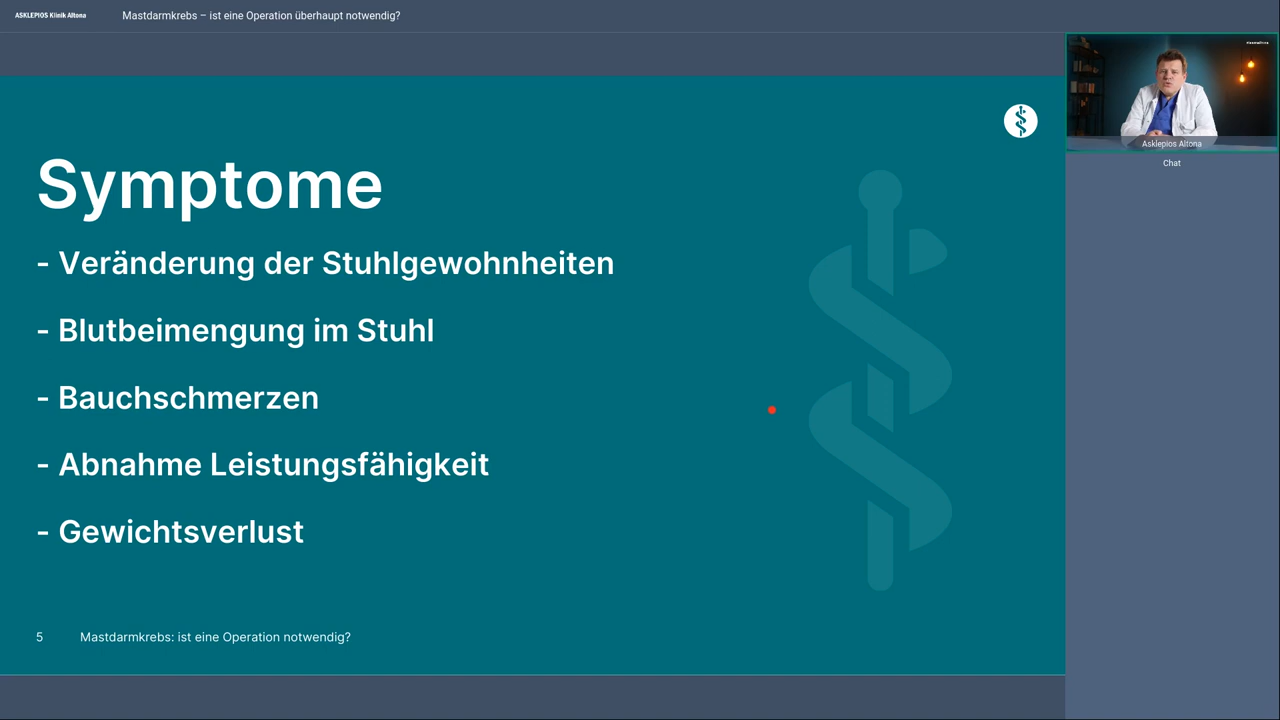 ASKLEPIOS Klinik Altona
Mastdarmkrebs – ist eine Operation überhaupt notwendig?
Symptome
- Veränderung der Stuhlgewohnheiten
- Blutbeimengung im Stuhl
- Bauchschmerzen
- Abnahme Leistungsfähigkeit
- Gewichtsverlust
5 Mastdarmkrebs: ist eine Operation notwendig?
Asklepios Altona
Chat